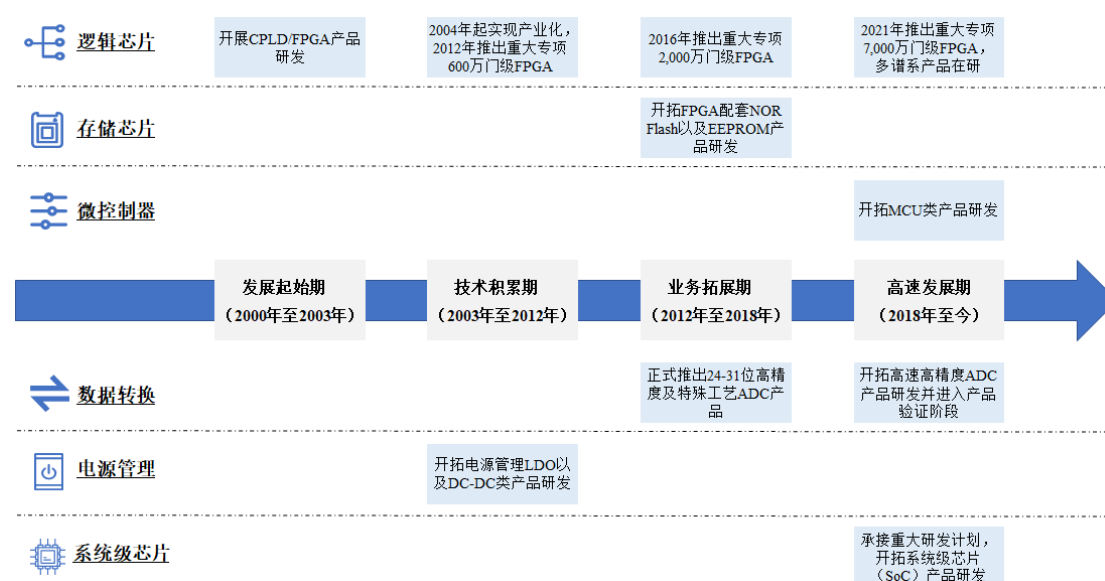 逻辑芯片
开展CPLD/FPGA产品
研发
2004年起实现产业化，
2012年推出重大专项
600万门级FPGA
2016年推出重大专项
2,000万门级FPGA
2021年推出重大专项
7,000万门级FPGA，
多谱系产品在研
存储芯片
开拓FPGA配套NOR
Flash以及EEPROM产
品研发
微控制器
开拓MCU类产品研发
发展起始期
（2000年至2003年）
技术积累期
（2003年至2012年）
业务拓展期
（2012年至2018年）
高速发展期
（2018年至今）
数据转换
正式推出24-31位高精
度及特殊工艺ADC产
品
开拓高速高精度ADC
产品研发并进入产品
验证阶段
电源管理
开拓电源管理LDO以
及DC-DC类产品研发
系统级芯片
承接重大研发计划，
开拓系统级芯片
（SoC）产品研发